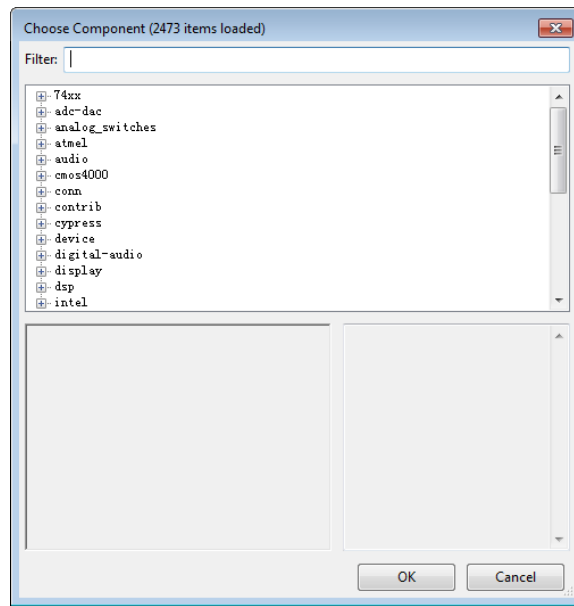 Choose Component (2473 items loaded)
Filter:
74xx
adc-dac
analog_switches
atmel
audio
cmos4000
conn
contrib
cypress
device
digital-audio
display
dsp
intel
OK Cancel